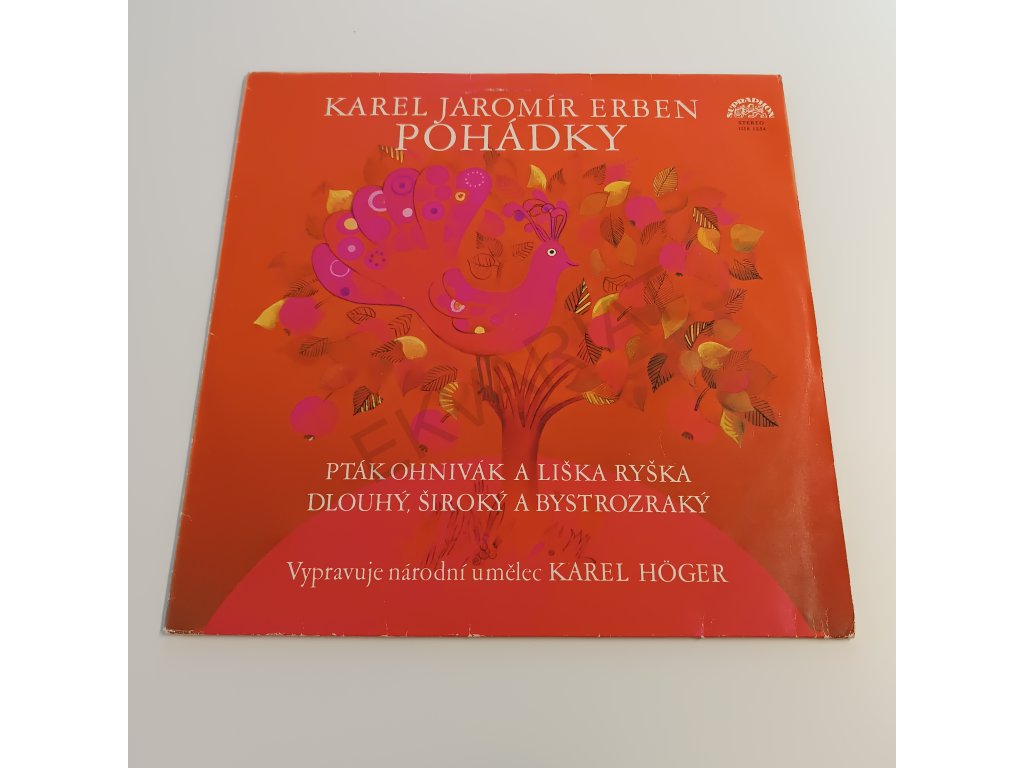 KAREL JAROMÍR ERBEN
POHÁDKY
SUPRAPHON
STEREO
PTÁK OHNIVÁK A LIŠKA RYŠKA
DLOUHÝ, ŠIROKÝ A BYSTROZRAKÝ
Vypravuje národní umělec KAREL HÖGER